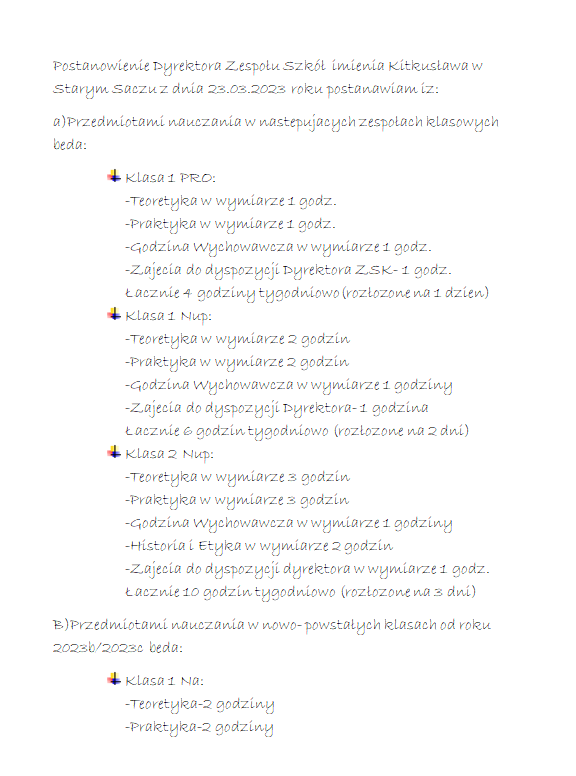 Postanowienie Dyrektora Zespołu Szkół imienia Kitkusława w
Starym Saczu z dnia 23.03.2023 roku postanawiam iz:
a)Przedmiotami nauczania w nastepujacych zespołach klasowych
beda:
Klasa 1 PRO:
-Teoretyka w wymiarze 1 godz.
-Praktyka w wymiarze 1 godz.
-Godzina Wychowawcza w wymiarze 1 godz.
-Zajecia do dyspozycji Dyrektora ZSK- 1 godz.
Łacznie 4 godziny tygodniowo (rozłozone na 1 dzien)
Klasa 1 Nup:
-Teoretyka w wymiarze 2 godzin
-Praktyka w wymiarze 2 godzin
-Godzina Wychowawcza w wymiarze 1 godziny
-Zajecia do dyspozycji Dyrektora- 1 godzina
Łacznie 6 godzin tygodniowo (rozłozone na 2 dni)
Klasa 2 Nup:
-Teoretyka w wymiarze 3 godzin
-Praktyka w wymiarze 3 godzin
-Godzina Wychowawcza w wymiarze 1 godziny
-Historia i Etyka w wymiarze 2 godzin
-Zajecia do dyspozycji dyrektora w wymiarze 1 godz.
Łacznie 10 godzin tygodniowo (rozłozone na 3 dni)
B)Przedmiotami nauczania w nowo- powstałych klasach od roku
2023b/2023c beda:
Klasa 1 Na:
-Teoretyka-2 godziny
-Praktyka-2 godziny